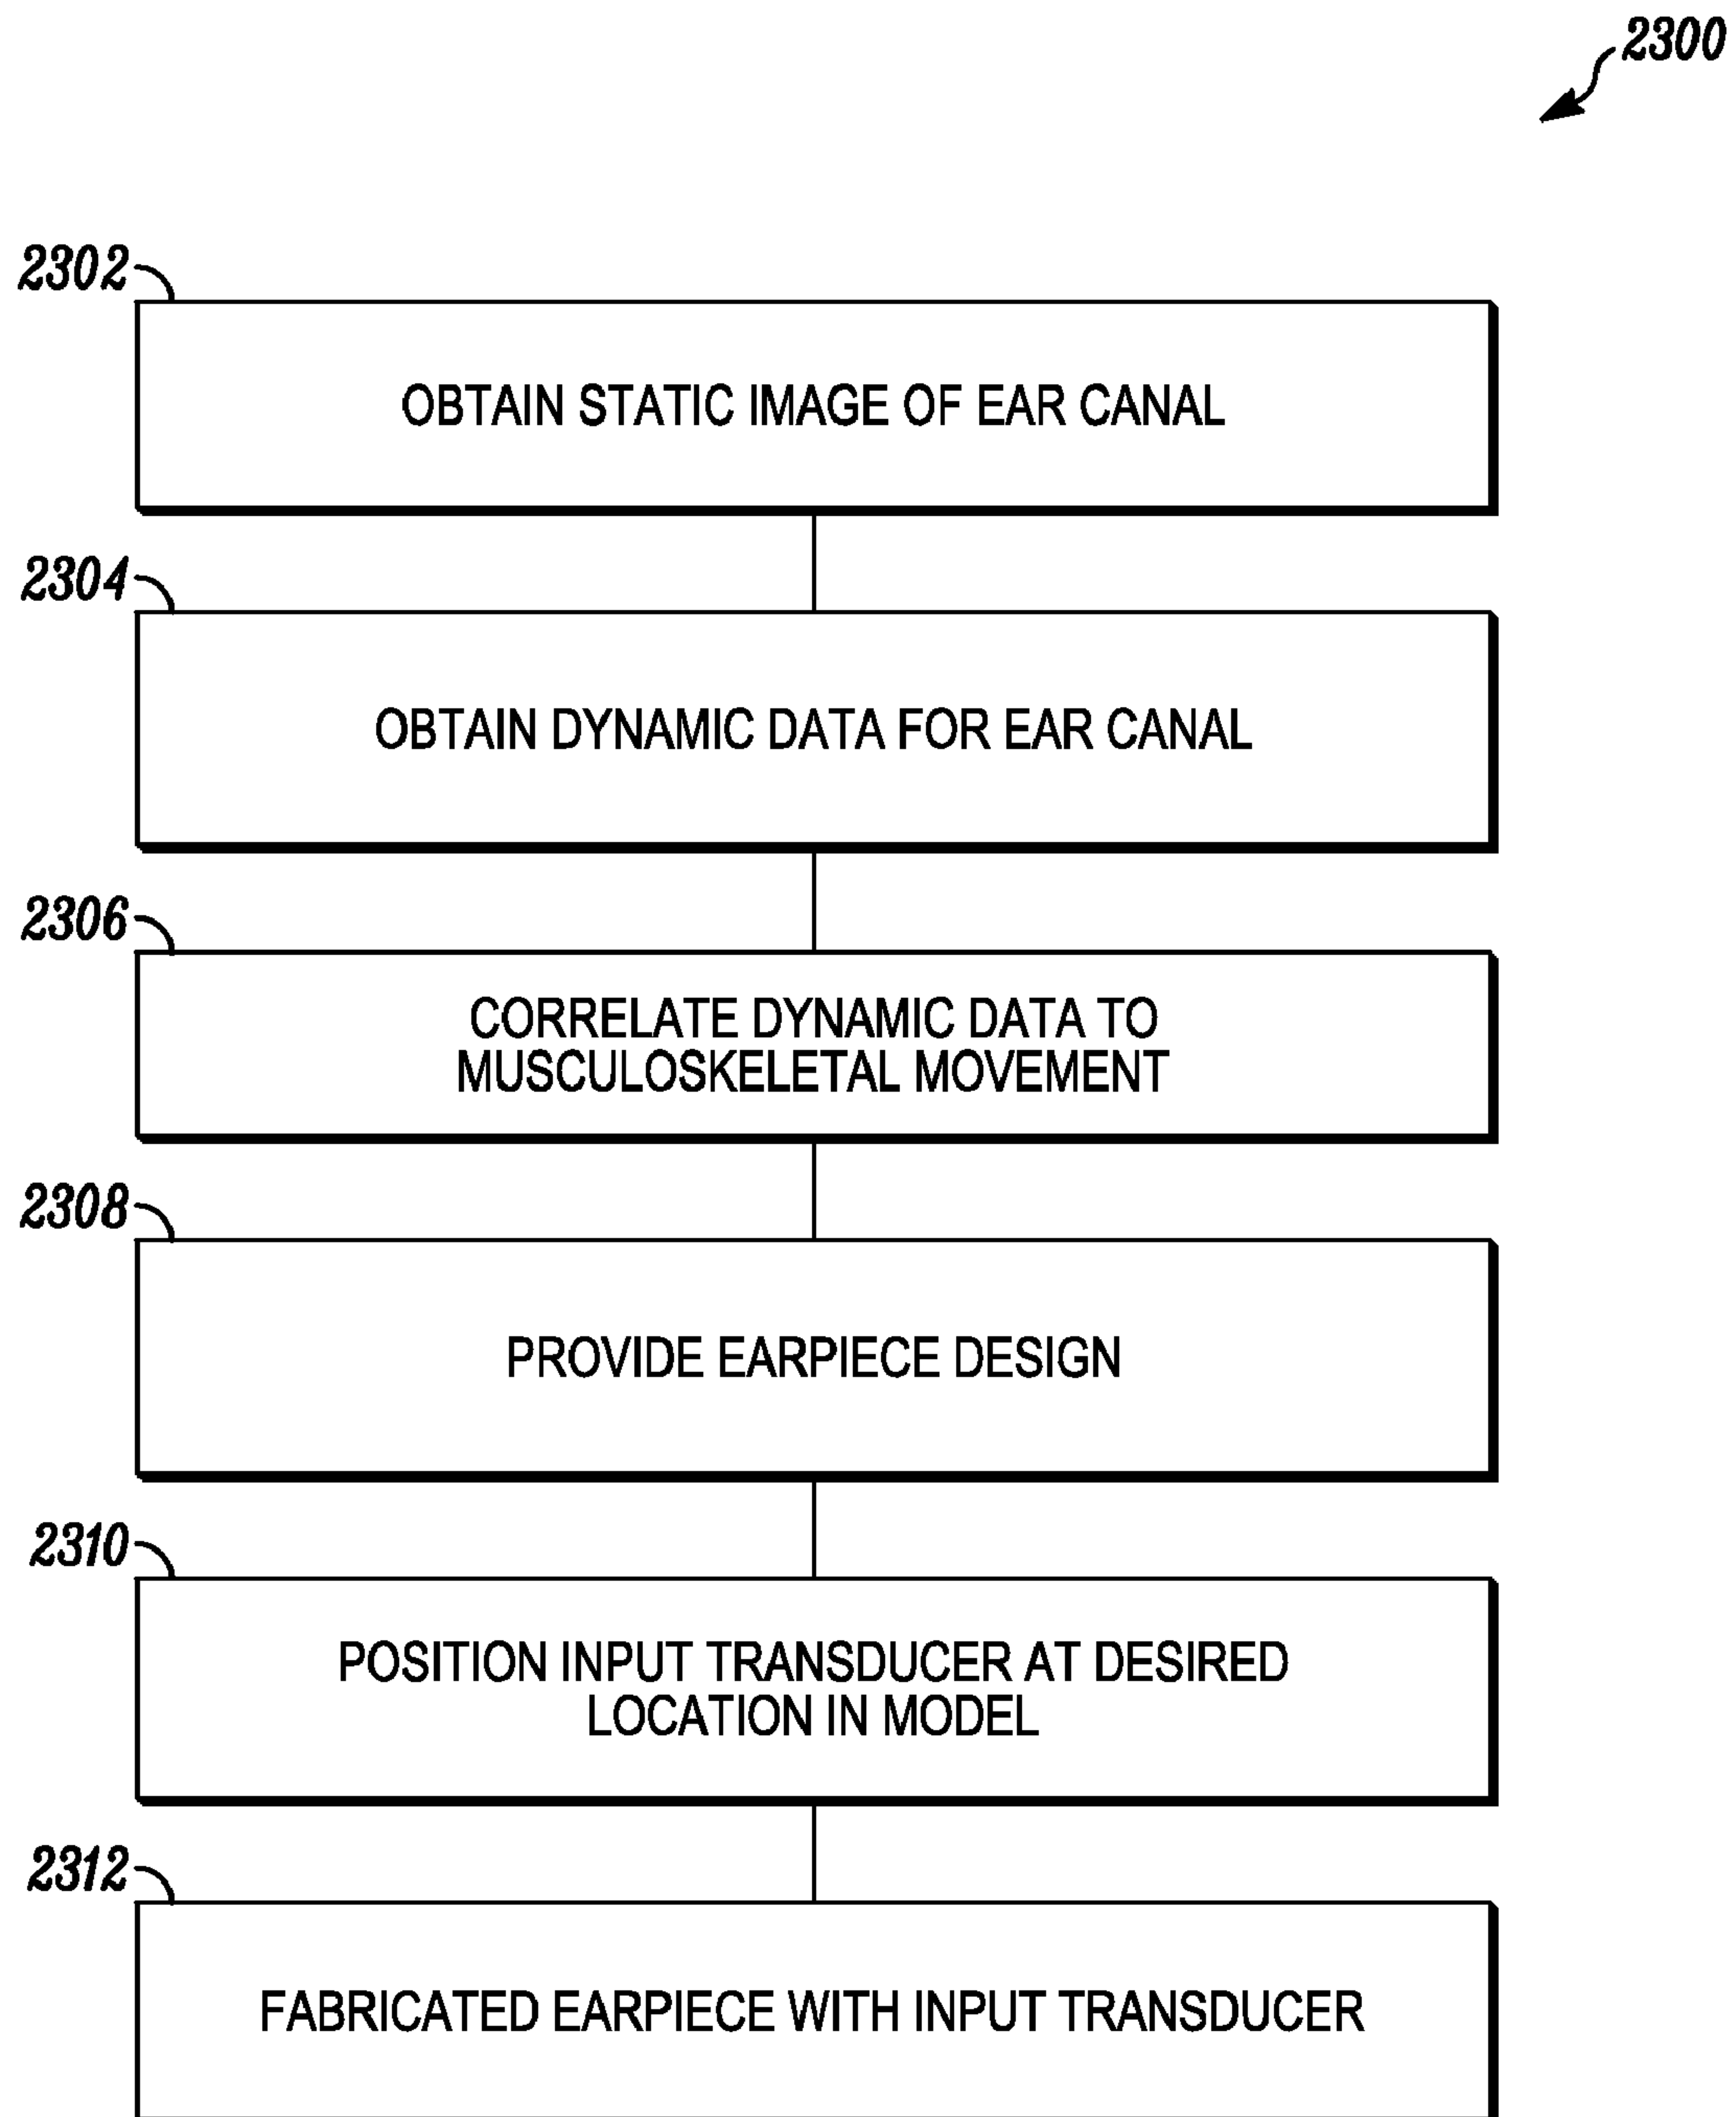 2300
2302
OBTAIN STATIC IMAGE OF EAR CANAL
2304
OBTAIN DYNAMIC DATA FOR EAR CANAL
2306
CORRELATE DYNAMIC DATA TO
MUSCULOSKELETAL MOVEMENT
2308
PROVIDE EARPIECE DESIGN
2310
POSITION INPUT TRANSDUCER AT DESIRED
LOCATION IN MODEL
2312
FABRICATED EARPIECE WITH INPUT TRANSDUCER